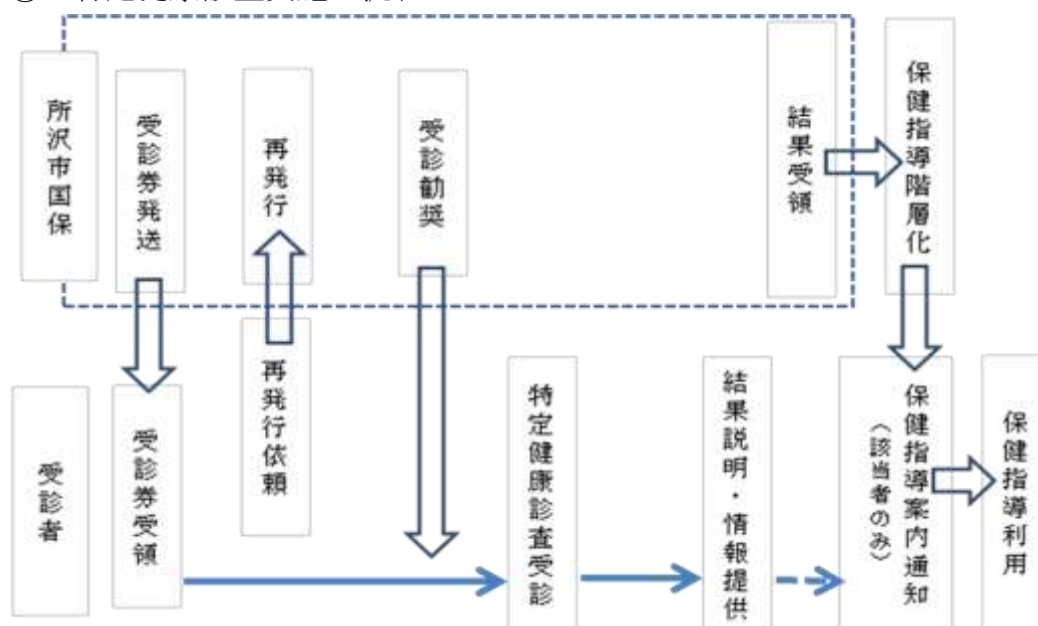 所沢市国保
受診券発送
再発行
受診勧奨
結果受領
保健指導階層化
受診者
受診券受領
再発行依頼
特定健康診査受診
結果説明・情報提供
保健指導案内通知
〈該当者のみ〉
保健指導利用